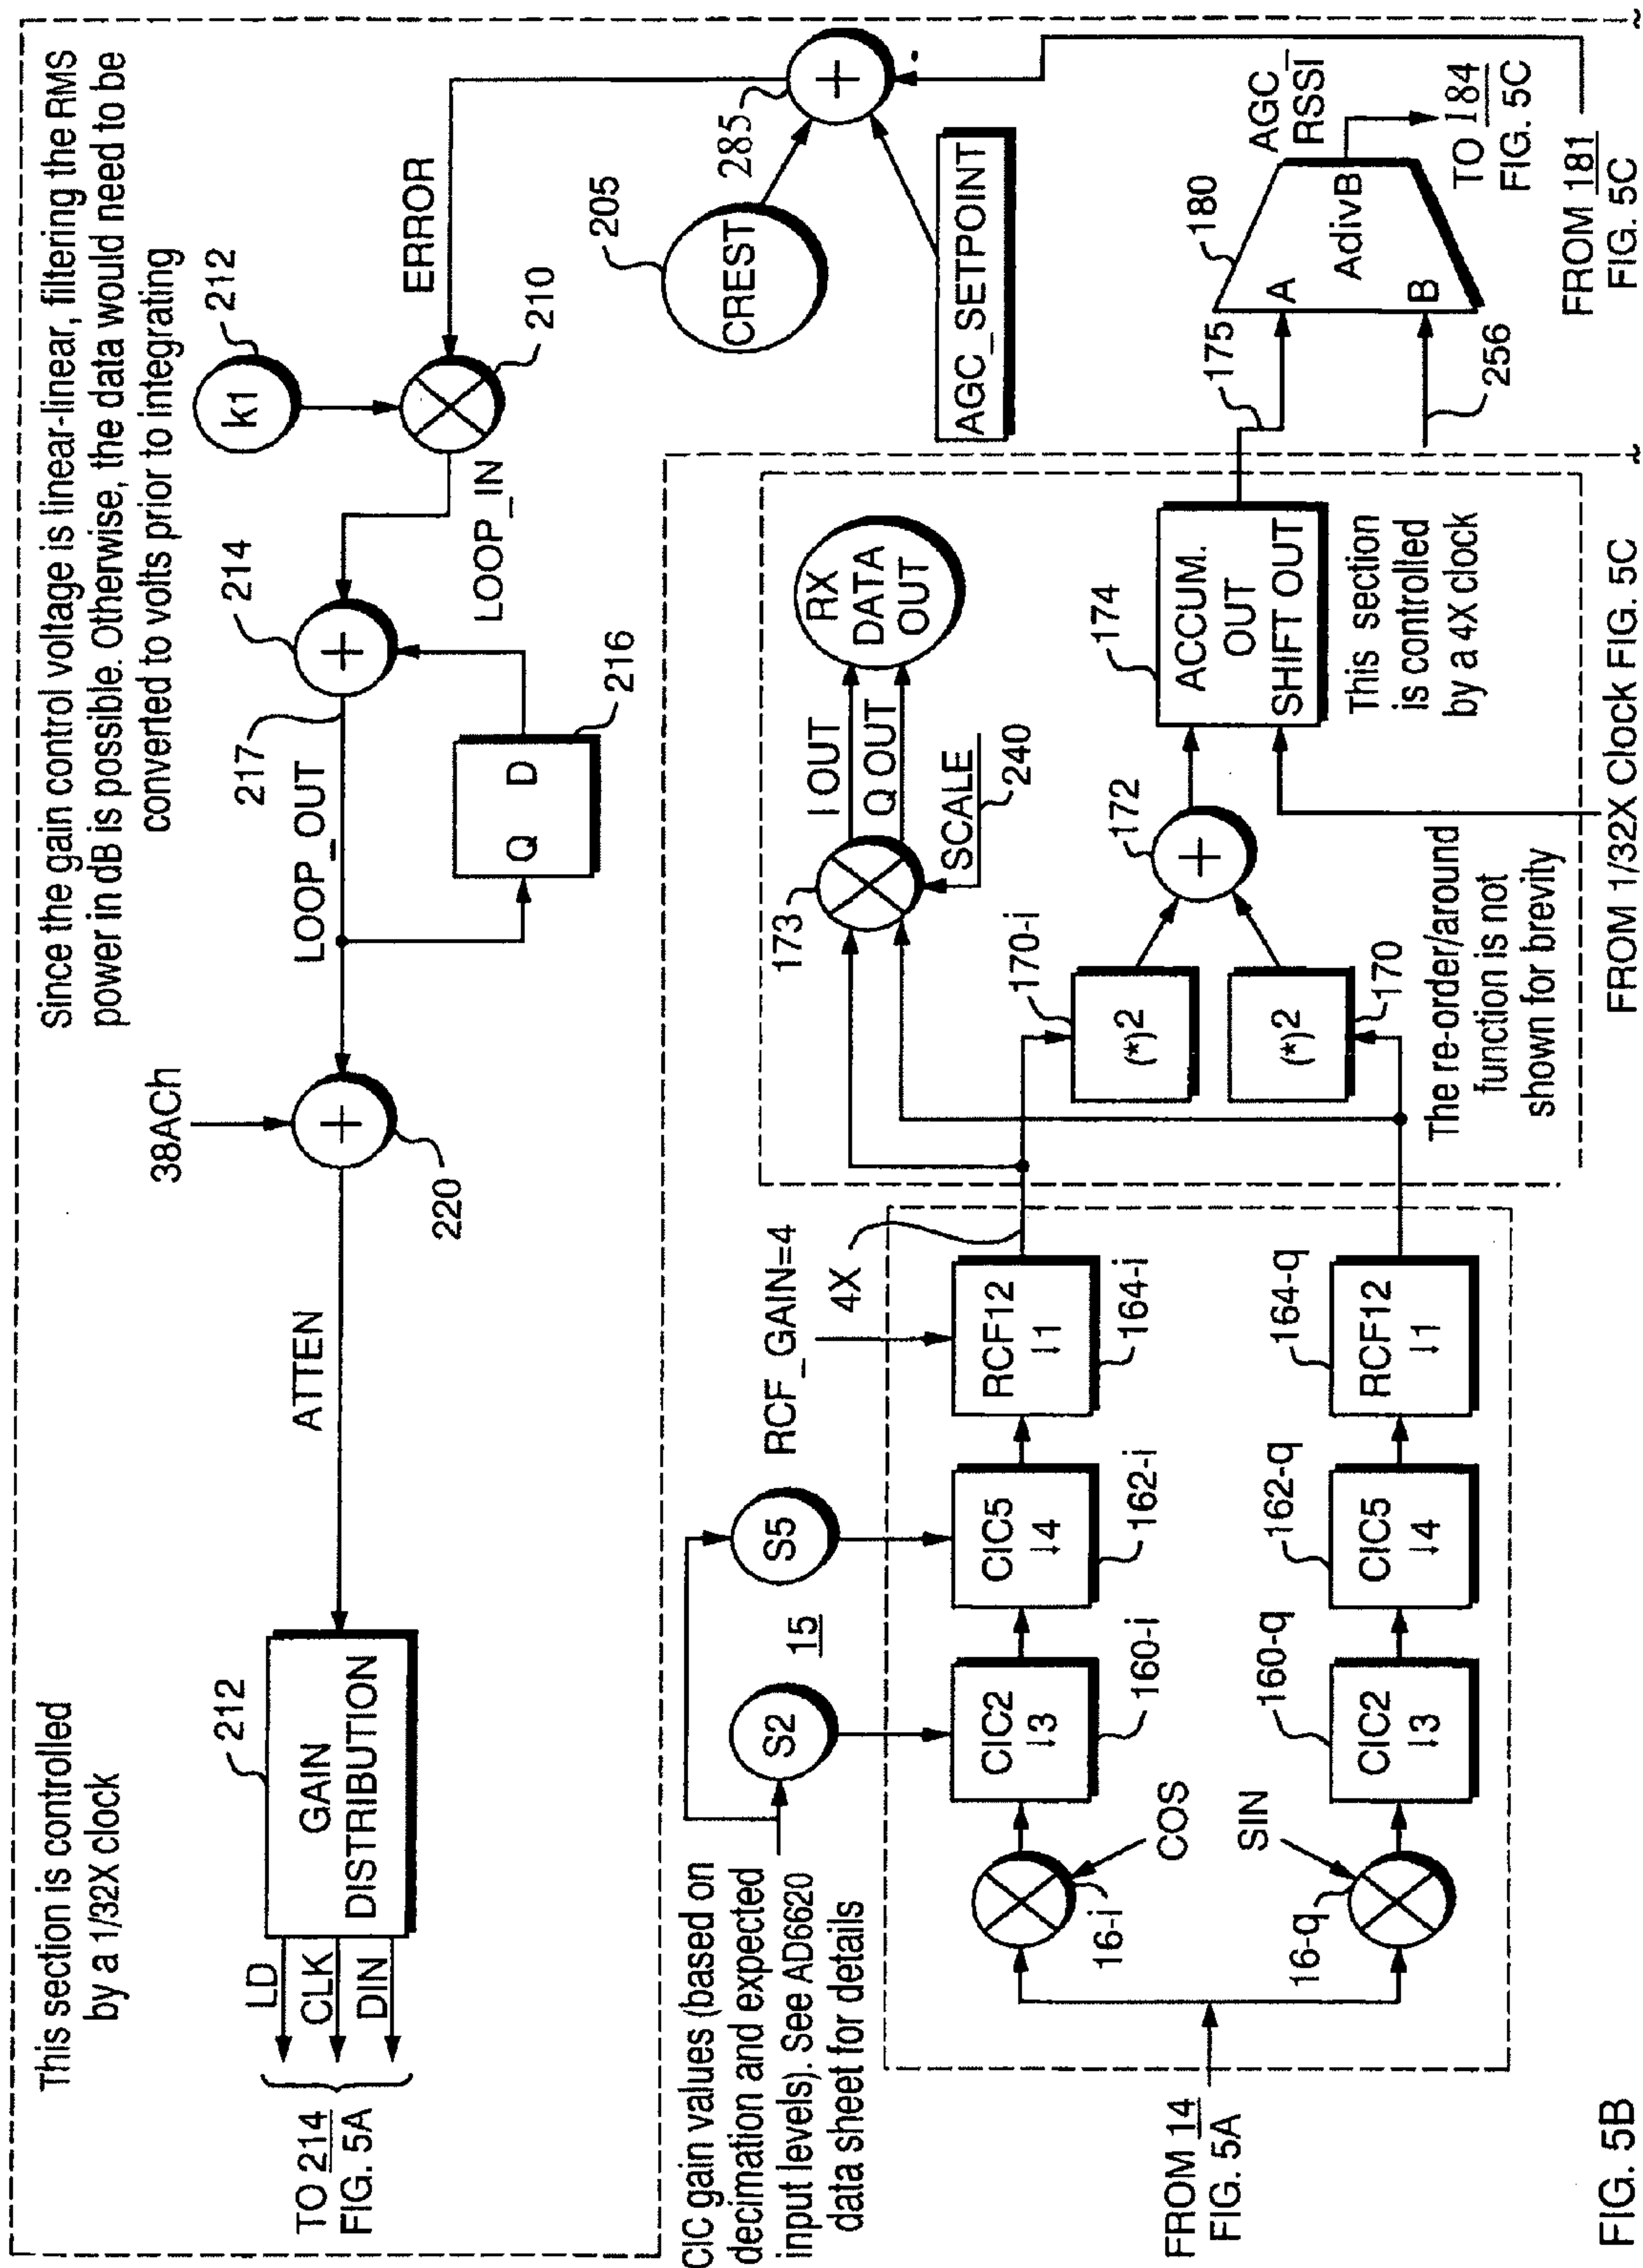 This section is controlled
by a 1/32X clock
Since the gain control voltage is linear-linear, filtering the RMS
power in dB is possible. Otherwise, the data would need to be
converted to volts prior to integrating
TO 214
FIG. 5A
LD
CLK
DIN
212
GAIN
DISTRIBUTION
ATTEN
38ACh
220
LOOP_OUT
217
214
Q D
216
LOOP_IN
k1
212
210
ERROR
285
205
CREST
AGC_SETPOINT
CIC gain values (based on
decimation and expected
input levels). See AD6620
data sheet for details
S2
15
S5
RCF_GAIN=4
4X
FROM 14
FIG. 5A
16-i
COS
CIC2
↓3
160-i
CIC5
↓4
162-i
RCF12
↓1
164-i
16-q
SIN
CIC2
↓3
160-q
CIC5
↓4
162-q
RCF12
↓1
164-q
173
I OUT
Q OUT
RX
DATA
OUT
SCALE
240
170-i
(*)2
(*)2
170
172
174
ACCUM.
OUT
SHIFT OUT
The re-order/around
function is not
shown for brevity
This section
is controlled
by a 4X clock
FROM 1/32X Clock FIG. 5C
175
180
A
AdivB
B
256
AGC_
RSSI
TO 184
FIG. 5C
FROM 181
FIG. 5C
FIG. 5B